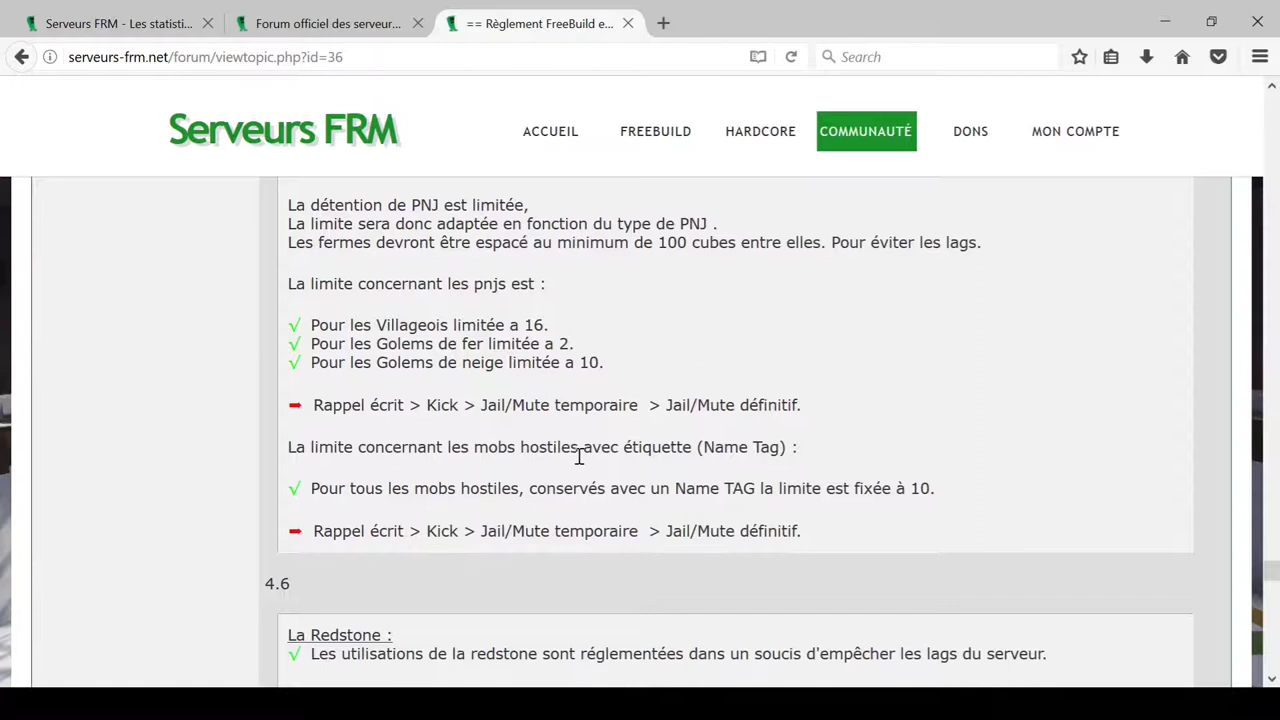 Serveurs FRM - Les statisti...
Forum officiel des serveur...
== Règlement FreeBuild e...
serveurs-frm.net/forum/viewtopic.php?id=36
Search
Serveurs FRM
ACCUEIL
FREEBUILD
HARDCORE
COMMUNAUTÉ
DONS
MON COMPTE
La détention de PNJ est limitée,
La limite sera donc adaptée en fonction du type de PNJ .
Les fermes devront être espacé au minimum de 100 cubes entre elles. Pour éviter les lags.
La limite concernant les pnjs est :
√ Pour les Villageois limitée a 16.
√ Pour les Golems de fer limitée a 2.
√ Pour les Golems de neige limitée a 10.
➡ Rappel écrit > Kick > Jail/Mute temporaire > Jail/Mute définitif.
La limite concernant les mobs hostiles avec étiquette (Name Tag) :
√ Pour tous les mobs hostiles, conservés avec un Name TAG la limite est fixée à 10.
➡ Rappel écrit > Kick > Jail/Mute temporaire > Jail/Mute définitif.
4.6
La Redstone :
√ Les utilisations de la redstone sont réglementées dans un soucis d'empêcher les lags du serveur.